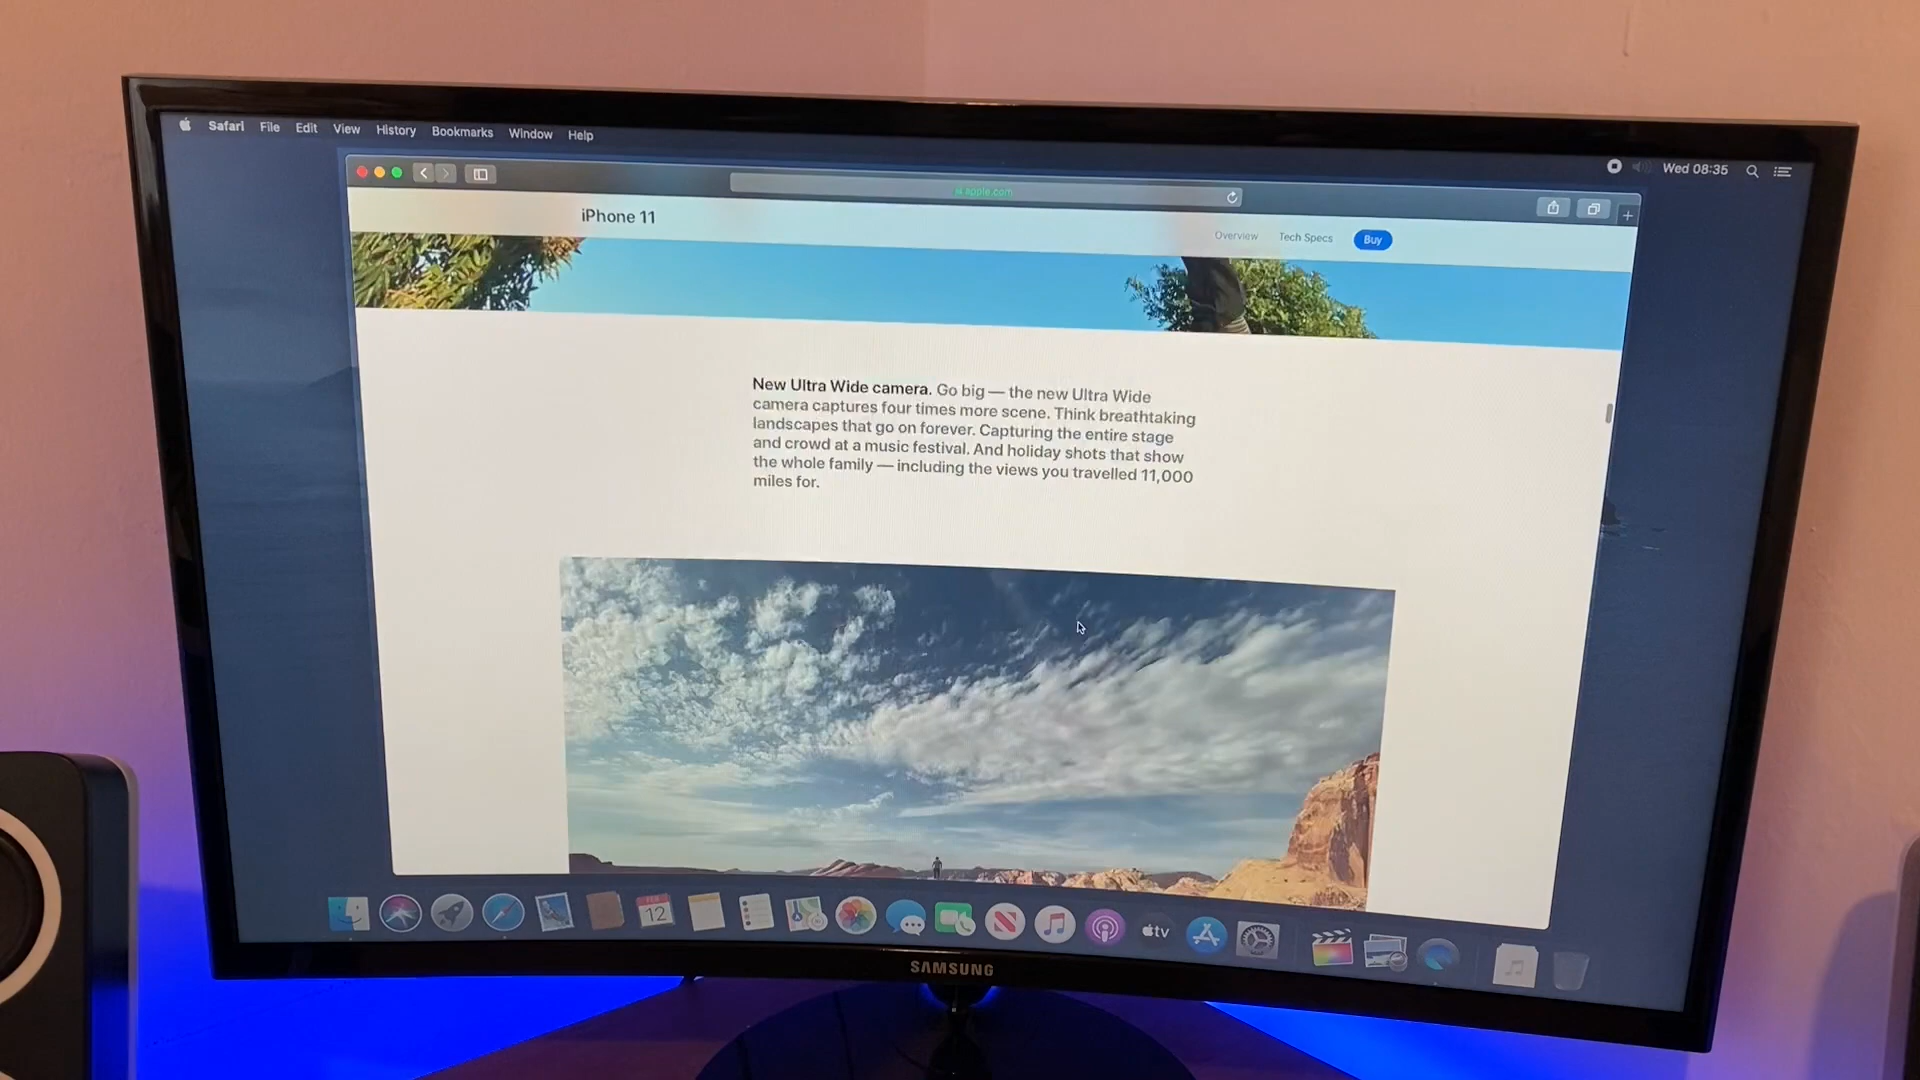 Safari File Edit View History Bookmarks Window Help
Wed 08:35
apple.com
iPhone 11
Overview Tech Specs Buy
New Ultra Wide camera. Go big — the new Ultra Wide
camera captures four times more scene. Think breathtaking
landscapes that go on forever. Capturing the entire stage
and crowd at a music festival. And holiday shots that show
the whole family — including the views you travelled 11,000
miles for.
12
tv
SAMSUNG